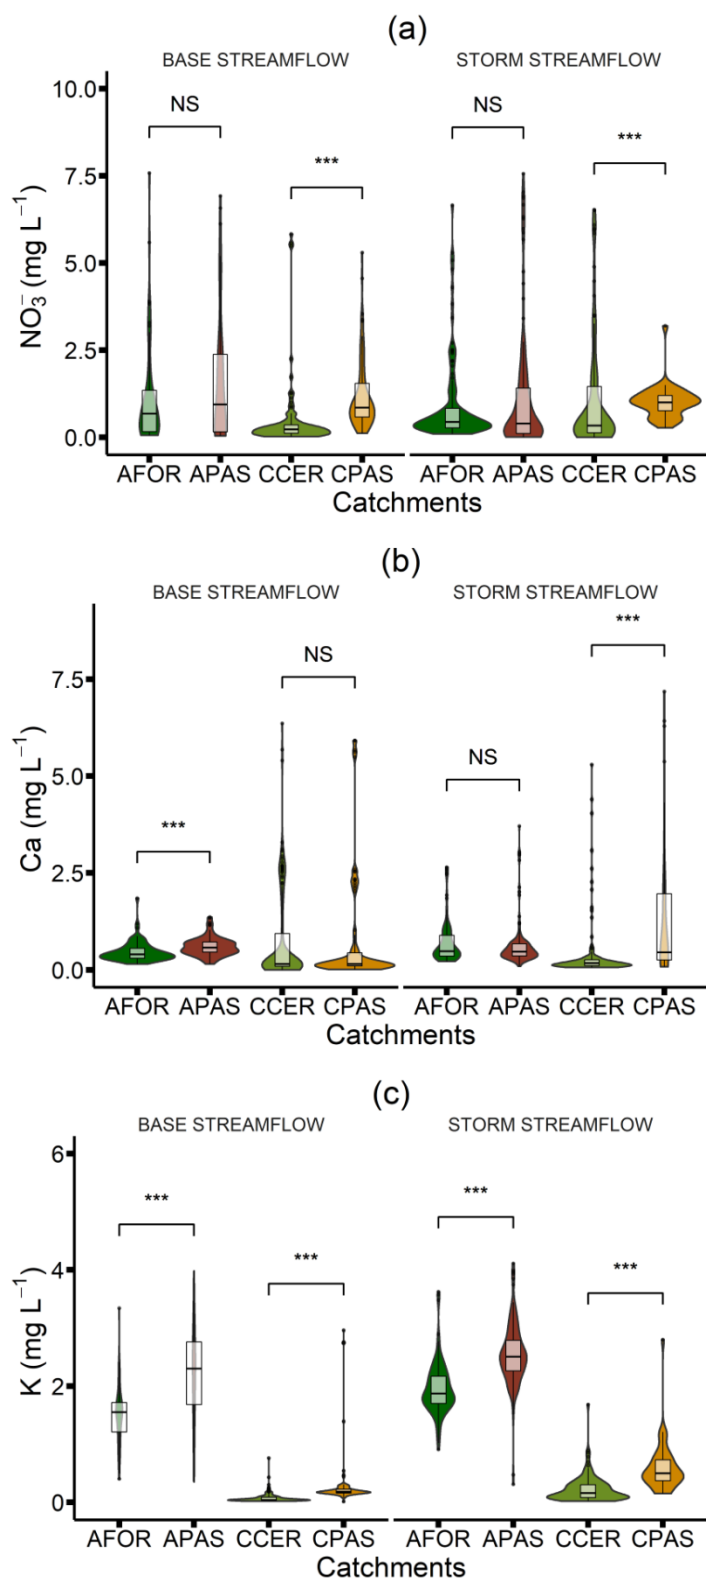 (a)
BASE STREAMFLOW STORM STREAMFLOW
10.0
NS NS
*** ***
7.5
5.0
2.5
0.0
NO₃⁻ (mg L⁻¹)
AFOR APAS CCER CPAS AFOR APAS CCER CPAS
Catchments
(b)
BASE STREAMFLOW STORM STREAMFLOW
***
NS
7.5
NS
5.0
***
2.5
0.0
Ca (mg L⁻¹)
AFOR APAS CCER CPAS AFOR APAS CCER CPAS
Catchments
(c)
BASE STREAMFLOW STORM STREAMFLOW
6
*** ***
*** ***
4
2
0
K (mg L⁻¹)
AFOR APAS CCER CPAS AFOR APAS CCER CPAS
Catchments